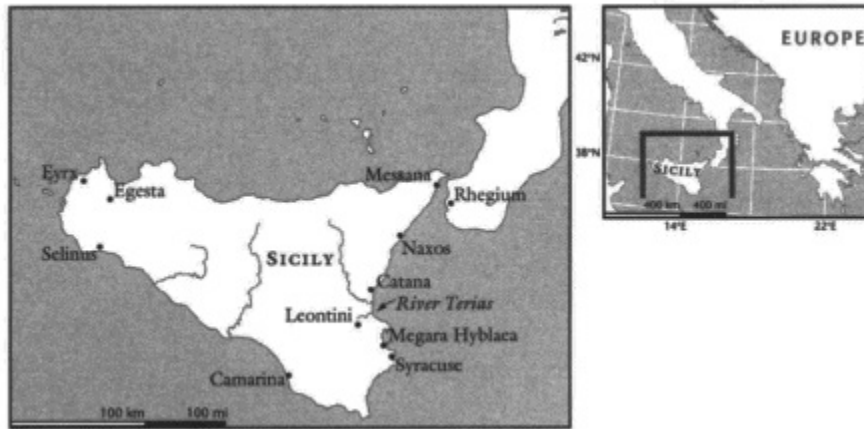 Eyrx
Egesta
Selinus
Messana
Rhegium
Naxos
SICILY
Catana
River Terias
Leontini
Megara Hyblaea
Syracuse
Camarina
100 km 100 mi
EUROPE
42°N
38°N
SICILY
400 km 400 mi
14°E 22°E